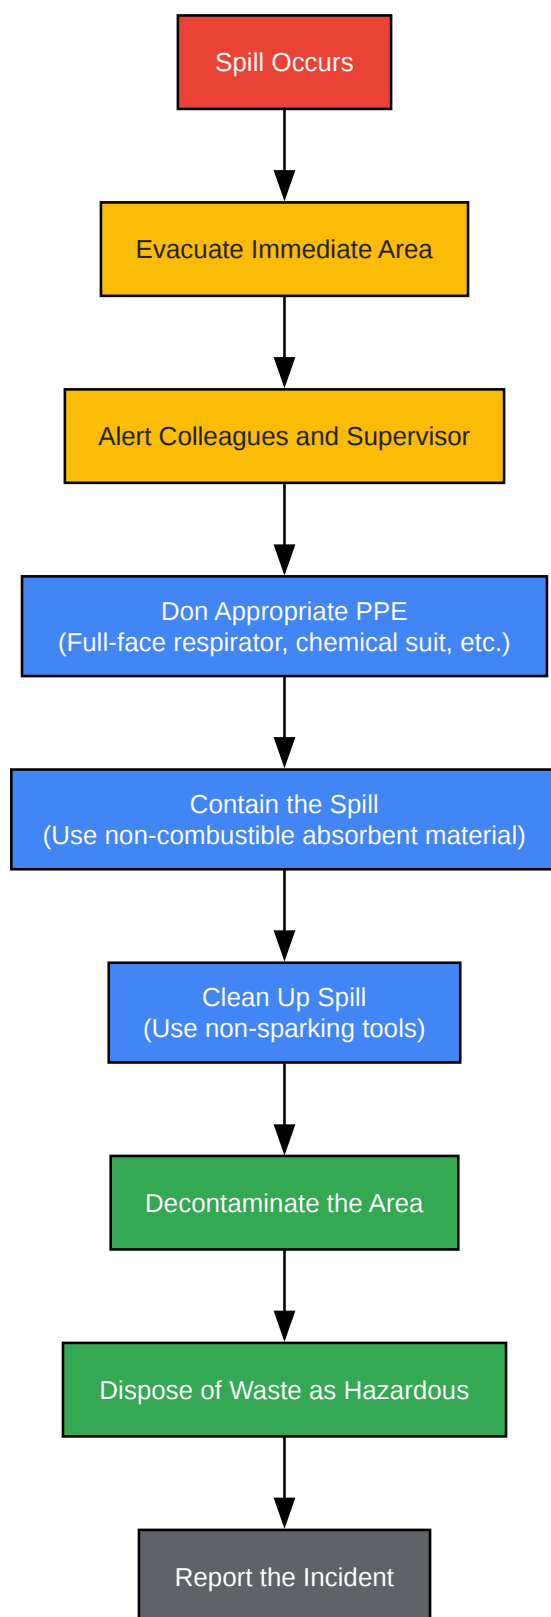 Spill Occurs
Evacuate Immediate Area
Alert Colleagues and Supervisor
Don Appropriate PPE
(Full-face respirator, chemical suit, etc.)
Contain the Spill
(Use non-combustible absorbent material)
Clean Up Spill
(Use non-sparking tools)
Decontaminate the Area
Dispose of Waste as Hazardous
Report the Incident